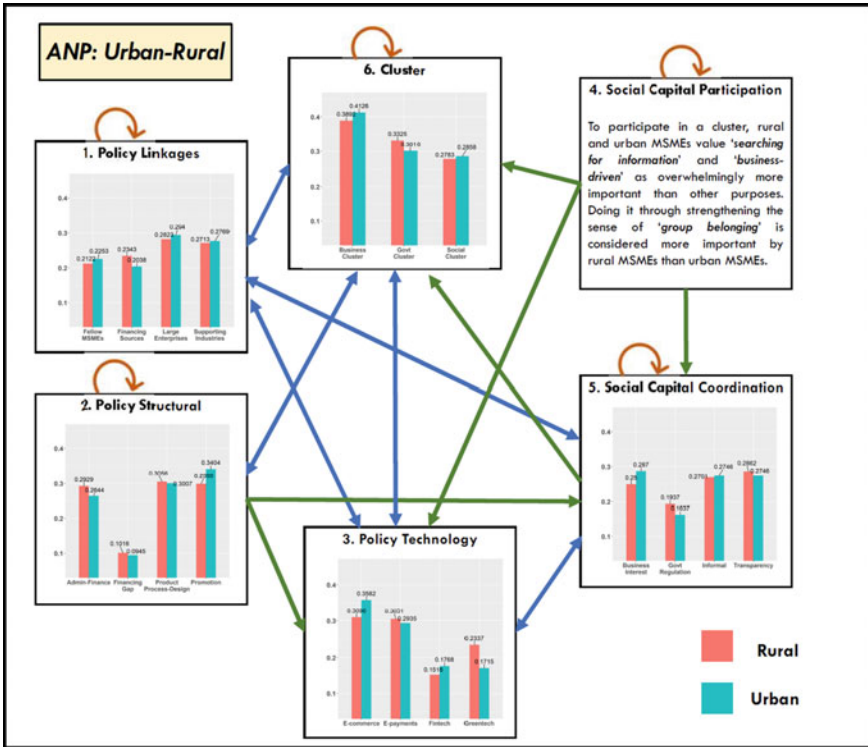 ANP: Urban-Rural
6. Cluster
0.4126
0.3325
0.2783
0.2858
0.4
0.3
0.2
0.1
Business Cluster
Govt Cluster
Social Cluster
1. Policy Linkages
0.2253
0.2343
0.2038
0.2823
0.294
0.2713
0.2769
0.4
0.3
0.2
0.1
Fellow MSMEs
Financing Sources
Large Enterprises
Supporting Industries
4. Social Capital Participation
To participate in a cluster, rural
and urban MSMEs value 'searching
for information' and 'business-
driven' as overwhelmingly more
important than other purposes.
Doing it through strengthening the
sense of 'group belonging' is
considered more important by
rural MSMEs than urban MSMEs.
2. Policy Structural
0.2929
0.2644
0.1016
0.0945
0.3007
0.3404
0.4
0.3
0.2
0.1
Admin-Finance
Financing Gap
Product Process-Design
Promotion
5. Social Capital Coordination
0.25
0.287
0.1937
0.1637
0.2748
0.2862
0.2746
0.4
0.3
0.2
0.1
Business Interest
Govt Regulation
Informal
Transparency
3. Policy Technology
0.3582
0.2935
0.1768
0.2337
0.1715
0.4
0.3
0.2
0.1
E-commerce
E-payments
Fintech
Greentech
Rural
Urban